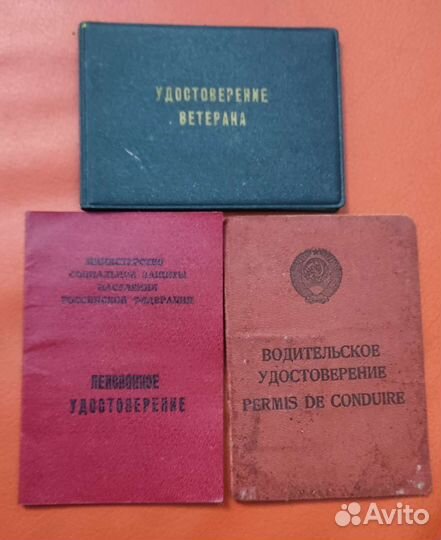 УДОСТОВЕРЕНИЕ
ВЕТЕРАНА
МИНИСТЕРСТВО
СОЦИАЛЬНОЙ ЗАЩИТЫ
НАСЕЛЕНИЯ
РОССИЙСКОЙ ФЕДЕРАЦИИ
ПЕНСИОННОЕ
УДОСТОВЕРЕНИЕ
ВОДИТЕЛЬСКОЕ
УДОСТОВЕРЕНИЕ
PERMIS DE CONDUIRE
Avito